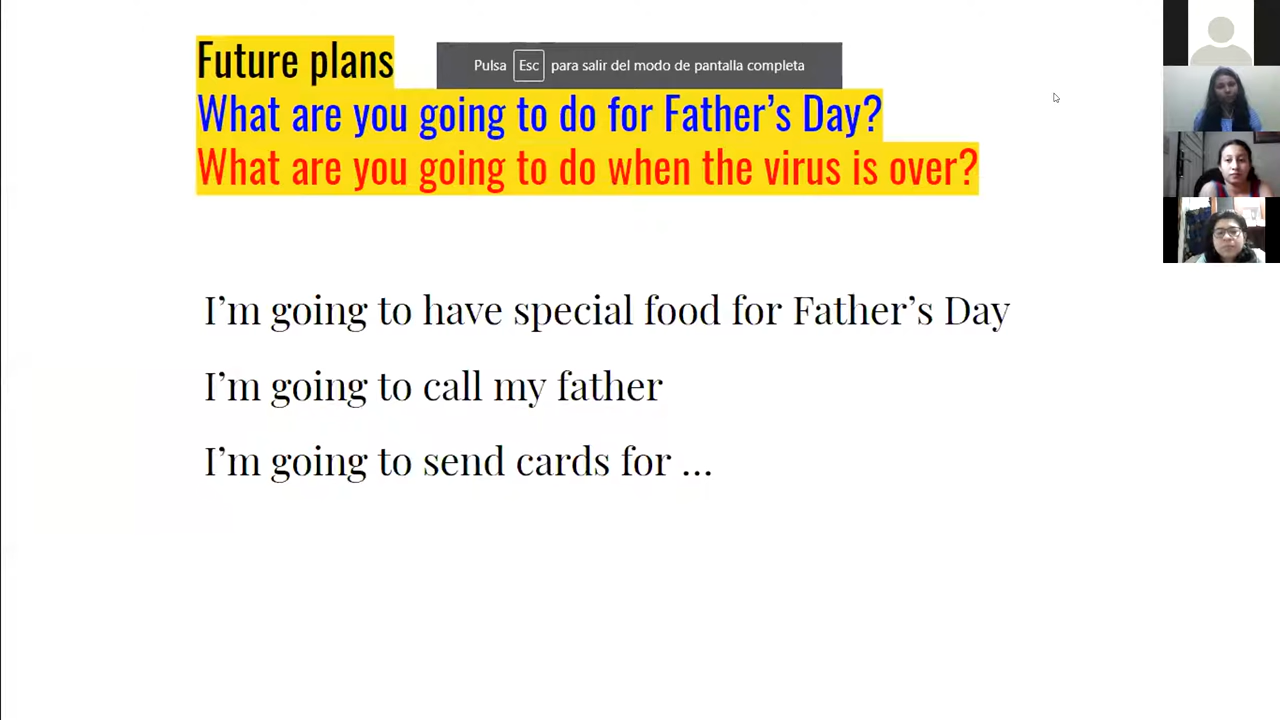 Future plans
Pulsa Esc para salir del modo de pantalla completa
What are you going to do for Father’s Day?
What are you going to do when the virus is over?
I’m going to have special food for Father’s Day
I’m going to call my father
I’m going to send cards for ...